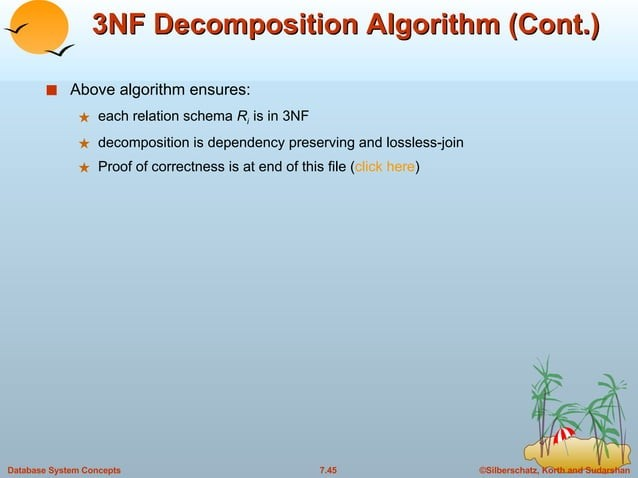 3NF Decomposition Algorithm (Cont.)
Above algorithm ensures:
each relation schema Ri is in 3NF
decomposition is dependency preserving and lossless-join
Proof of correctness is at end of this file (click here)
Database System Concepts
7.45
©Silberschatz, Korth and Sudarshan